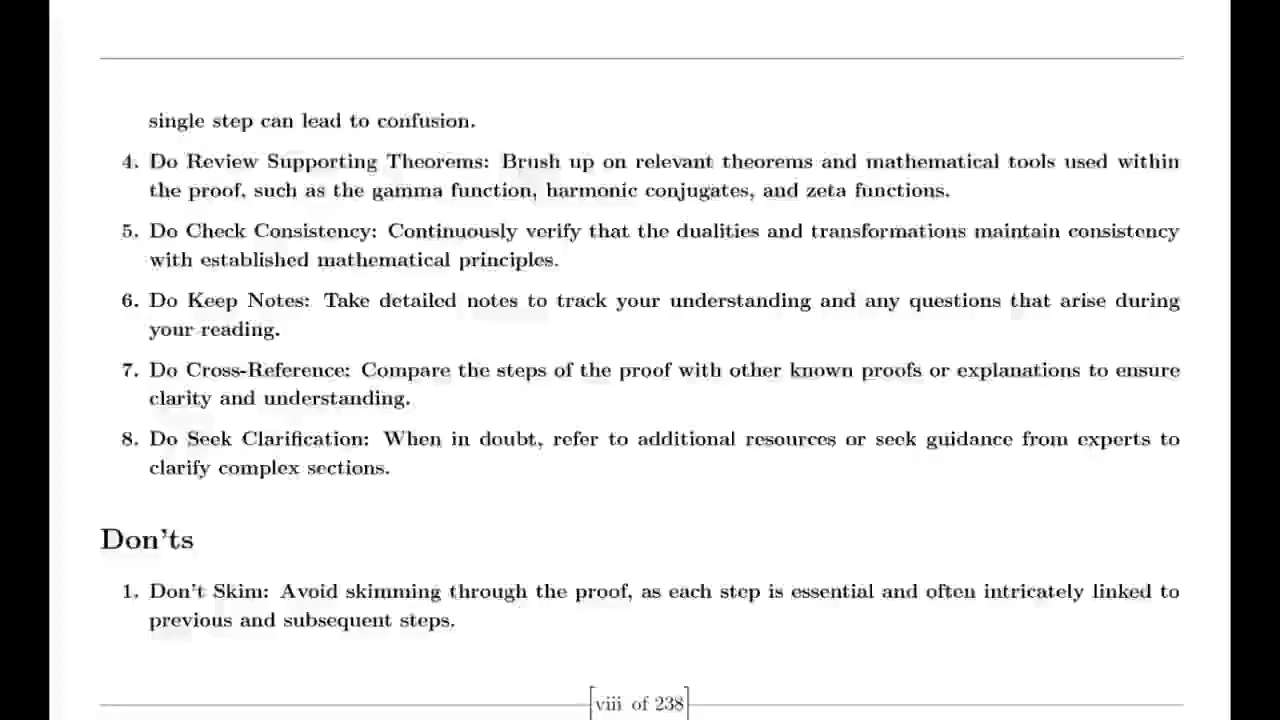 single step can lead to confusion.
4. Do Review Supporting Theorems: Brush up on relevant theorems and mathematical tools used within
the proof, such as the gamma function, harmonic conjugates, and zeta functions.
5. Do Check Consistency: Continuously verify that the dualities and transformations maintain consistency
with established mathematical principles.
6. Do Keep Notes: Take detailed notes to track your understanding and any questions that arise during
your reading.
7. Do Cross-Reference: Compare the steps of the proof with other known proofs or explanations to ensure
clarity and understanding.
8. Do Seek Clarification: When in doubt, refer to additional resources or seek guidance from experts to
clarify complex sections.
Don'ts
1. Don't Skim: Avoid skimming through the proof, as each step is essential and often intricately linked to
previous and subsequent steps.
viii of 238